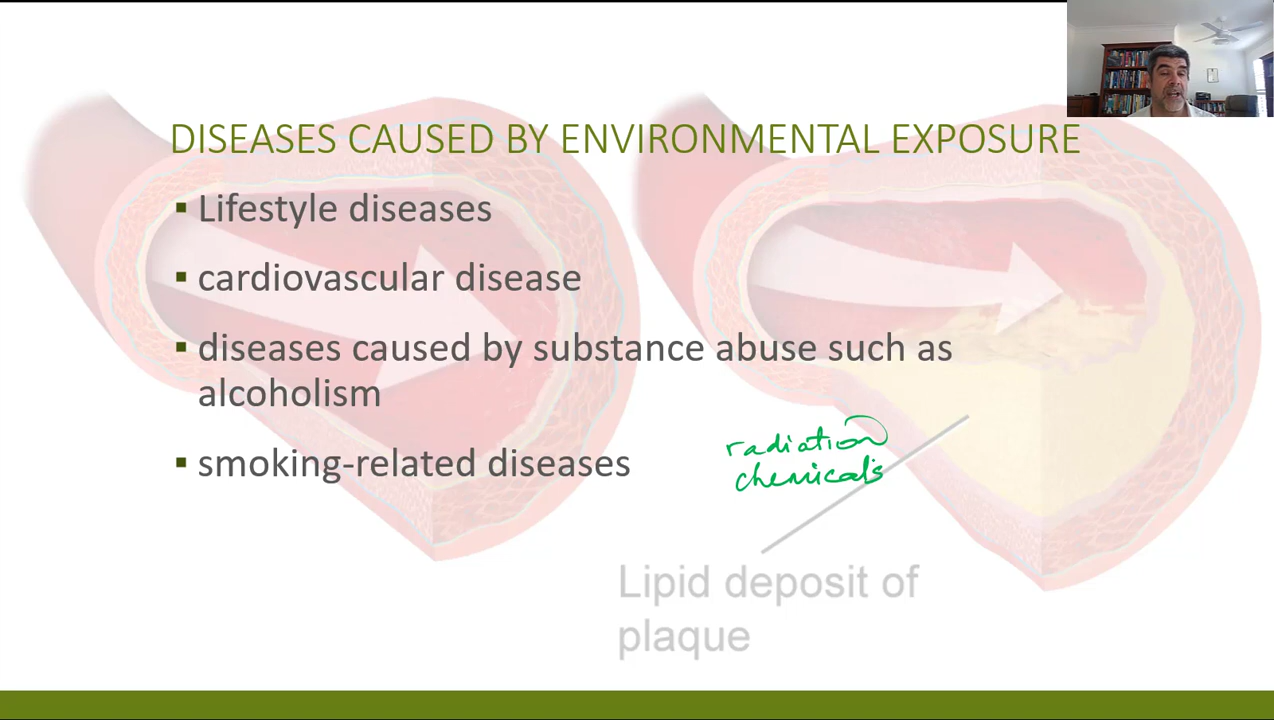 DISEASES CAUSED BY ENVIRONMENTAL EXPOSURE
▪ Lifestyle diseases
▪ cardiovascular disease
▪ diseases caused by substance abuse such as
alcoholism
▪ smoking-related diseases
radiation
chemicals
Lipid deposit of
plaque